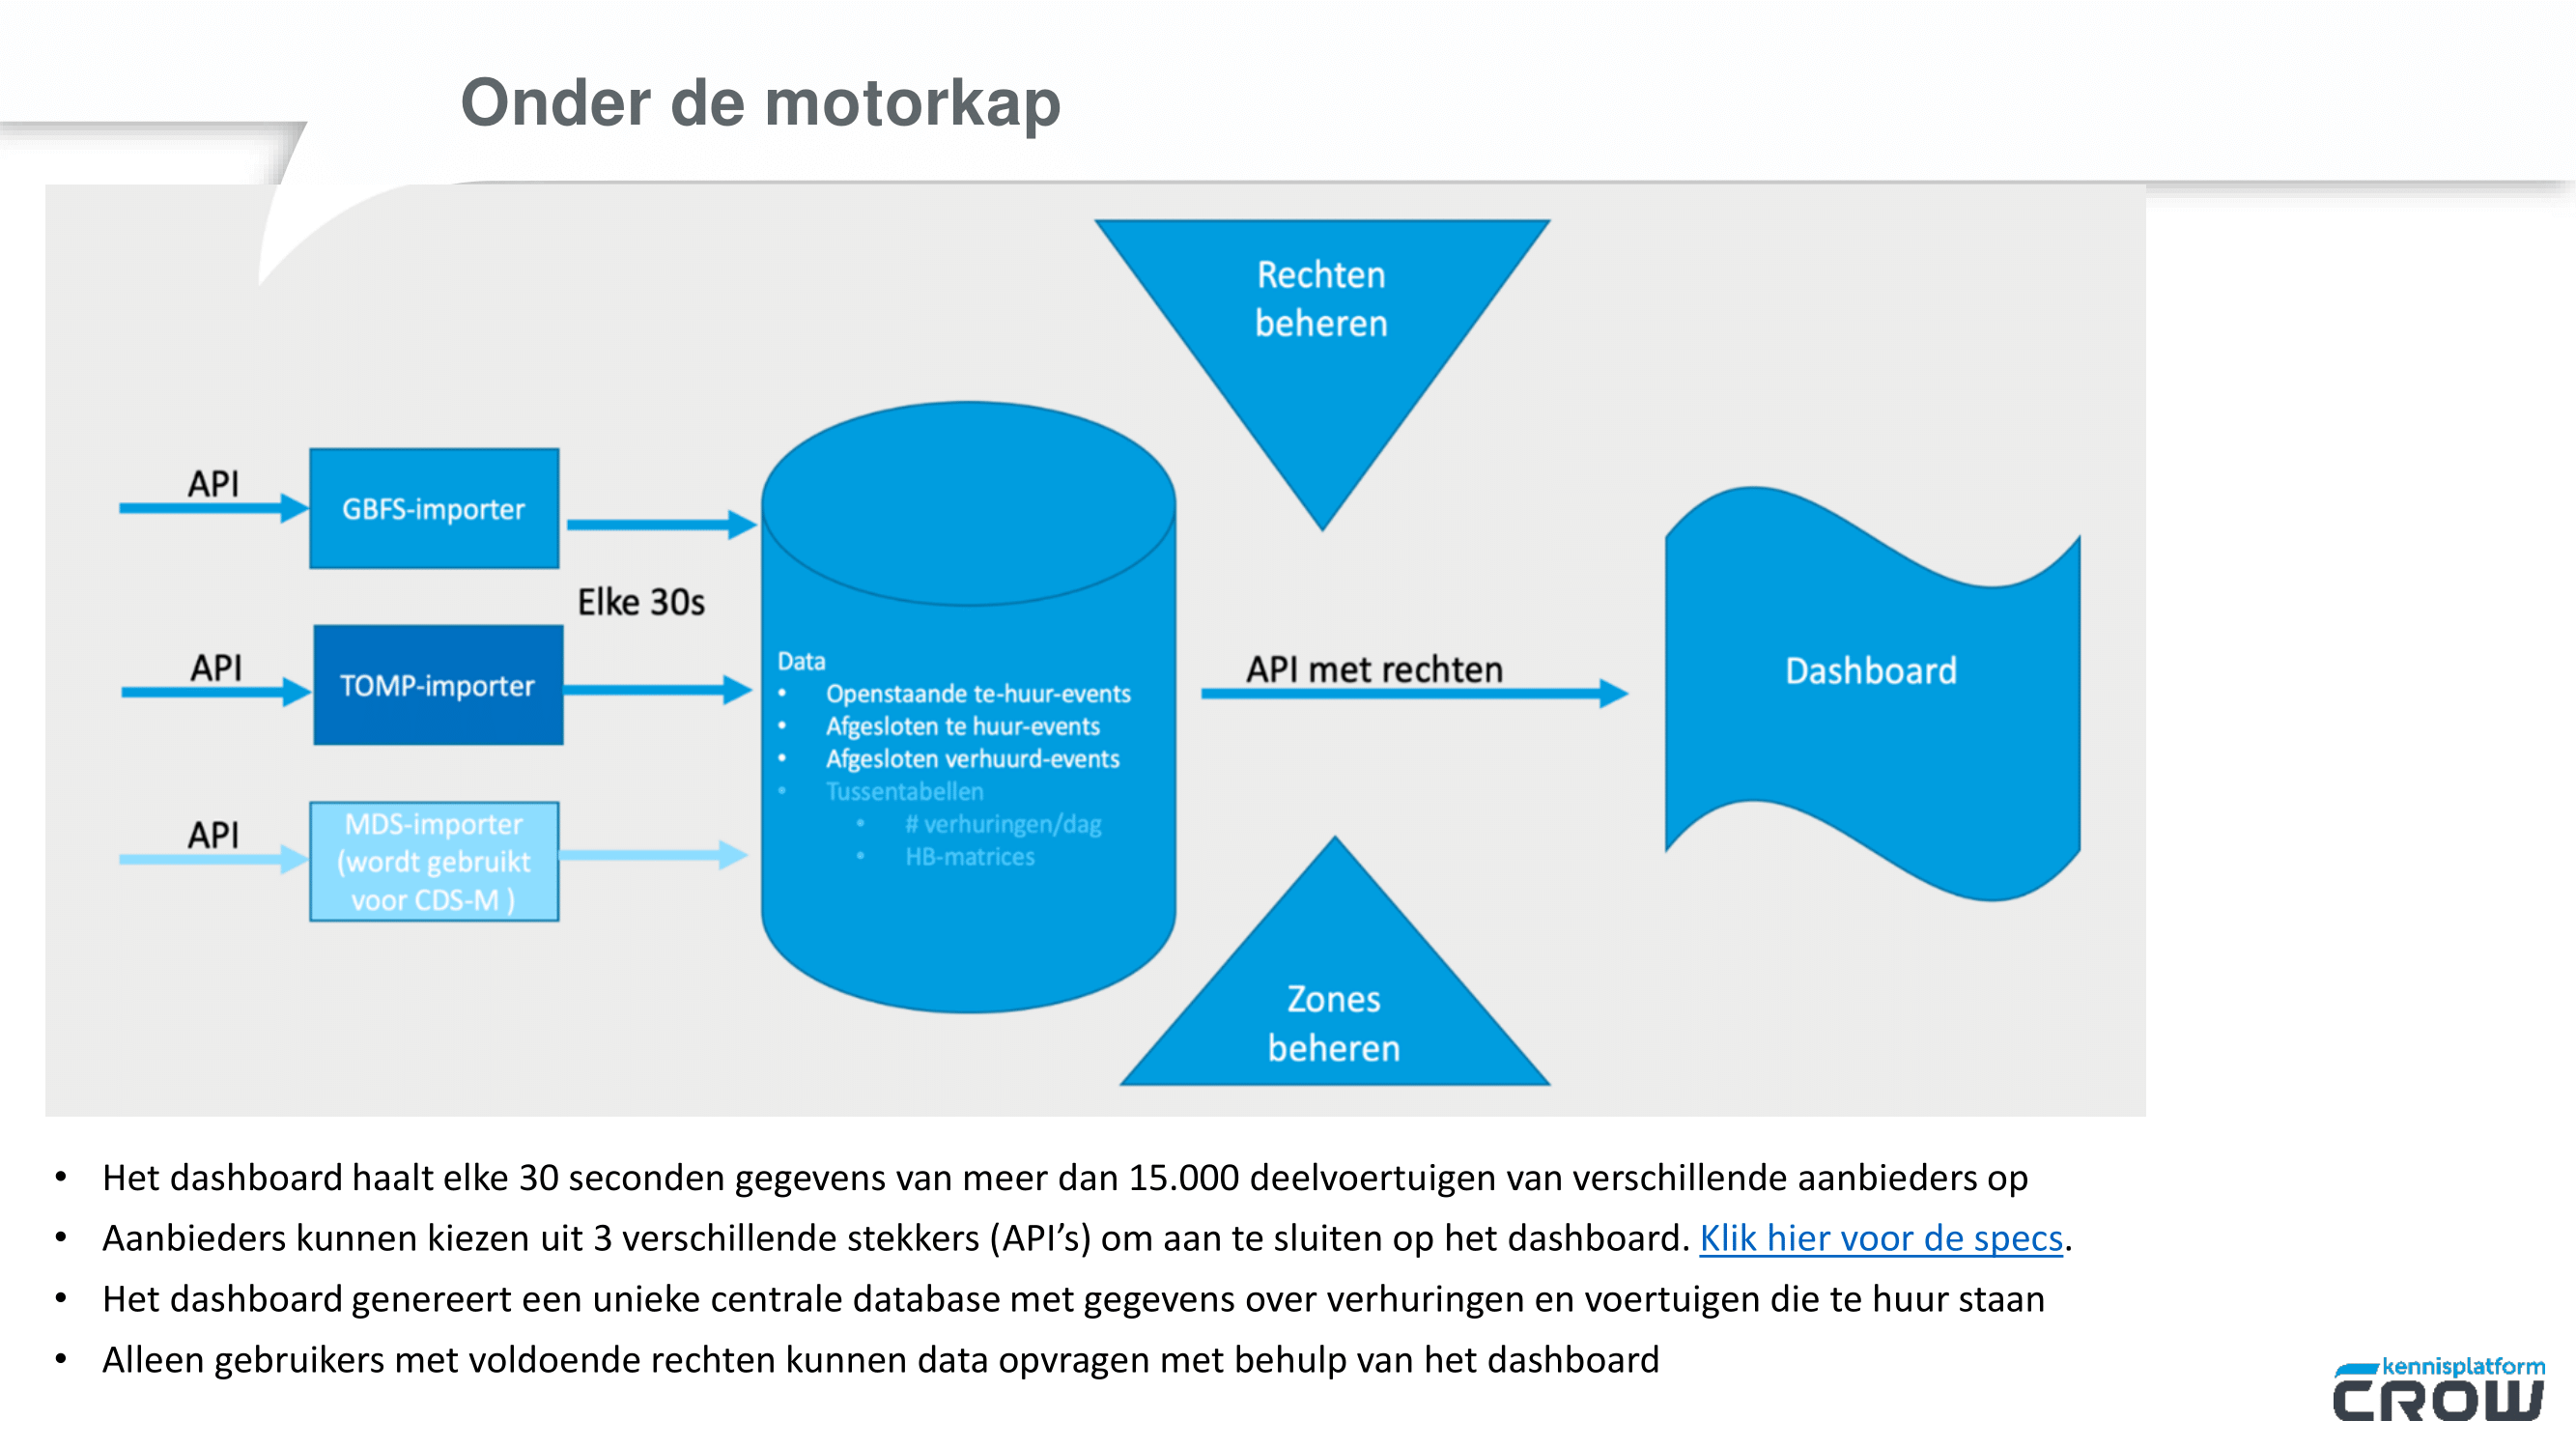 Onder de motorkap
Rechten
beheren
API
GBFS-importer
Elke 30s
API
TOMP-importer
API
MDS-importer
(wordt gebruikt
voor CDS-M )
Data
• Openstaande te-huur-events
• Afgesloten te huur-events
• Afgesloten verhuurd-events
• Tussentabellen
• # verhuringen/dag
• HB-matrices
API met rechten
Dashboard
Zones
beheren
• Het dashboard haalt elke 30 seconden gegevens van meer dan 15.000 deelvoertuigen van verschillende aanbieders op
• Aanbieders kunnen kiezen uit 3 verschillende stekkers (API’s) om aan te sluiten op het dashboard. Klik hier voor de specs.
• Het dashboard genereert een unieke centrale database met gegevens over verhuringen en voertuigen die te huur staan
• Alleen gebruikers met voldoende rechten kunnen data opvragen met behulp van het dashboard
kennisplatform
CROW